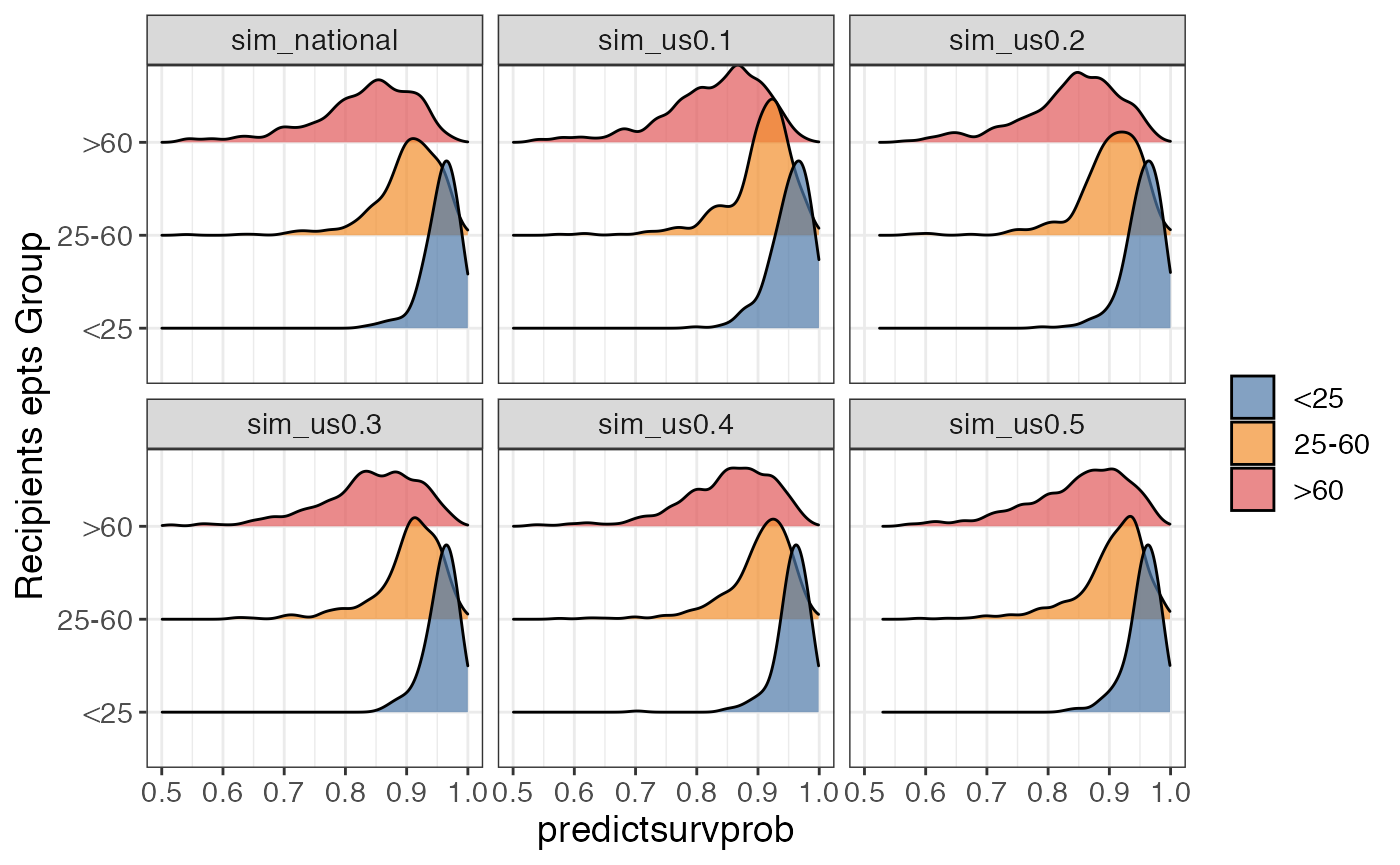 sim_national sim_us0.1 sim_us0.2
>60
25-60
<25
sim_us0.3 sim_us0.4 sim_us0.5
>60
25-60
<25
0.5 0.6 0.7 0.8 0.9 1.0 0.5 0.6 0.7 0.8 0.9 1.0 0.5 0.6 0.7 0.8 0.9 1.0
predictsurvprob
Recipients epts Group
<25
25-60
>60